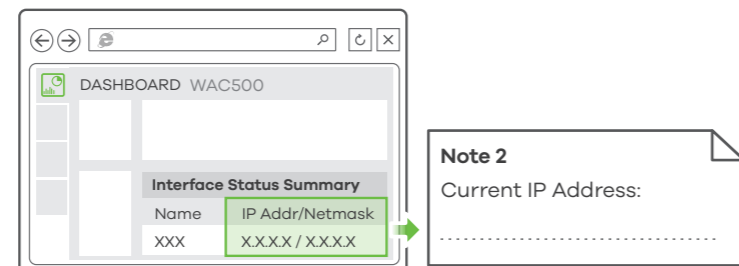 DASHBOARD WAC500
Interface Status Summary
Name IP Addr/Netmask
XXX X.X.X.X / X.X.X.X
Note 2
Current IP Address: